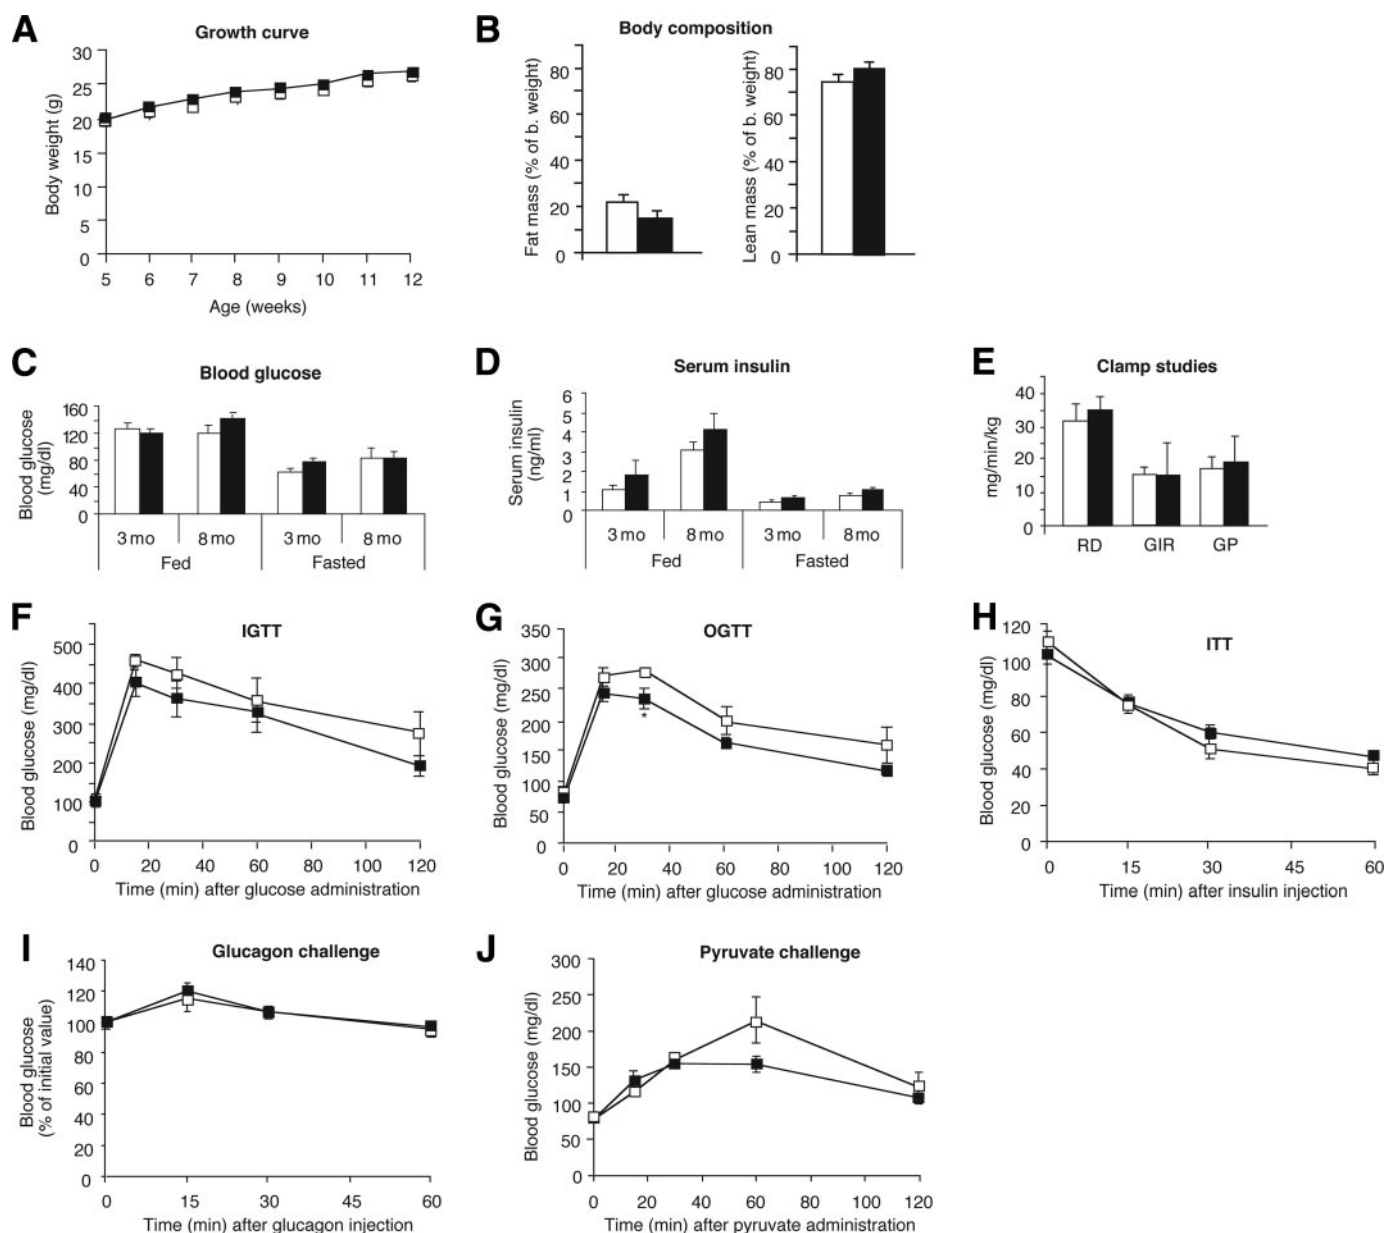 A
Growth curve
Body weight (g)
30
25
20
15
10
5
0
5 6 7 8 9 10 11 12
Age (weeks)
B
Body composition
Fat mass (% of b. weight)
80
60
40
20
0
Lean mass (% of b. weight)
80
60
40
20
0
C
Blood glucose
Blood glucose
(mg/dl)
160
120
80
40
0
3 mo 8 mo 3 mo 8 mo
Fed Fasted
D
Serum insulin
Serum insulin
(ng/ml)
6
5
4
3
2
1
0
3 mo 8 mo 3 mo 8 mo
Fed Fasted
E
Clamp studies
mg/min/kg
40
30
20
10
0
RD GIR GP
F
IGTT
Blood glucose (mg/dl)
500
400
300
200
100
0
0 20 40 60 80 100 120
Time (min) after glucose administration
G
OGTT
Blood glucose (mg/dl)
350
300
250
200
150
100
50
0
*
0 20 40 60 80 100 120
Time (min) after glucose administration
H
ITT
Blood glucose (mg/dl)
120
100
80
60
40
20
0
0 15 30 45 60
Time (min) after insulin injection
I
Glucagon challenge
Blood glucose
(% of initial value)
140
120
100
80
60
40
20
0
0 15 30 45 60
Time (min) after glucagon injection
J
Pyruvate challenge
Blood glucose (mg/dl)
300
250
200
150
100
50
0
0 20 40 60 80 100 120
Time (min) after pyruvate administration